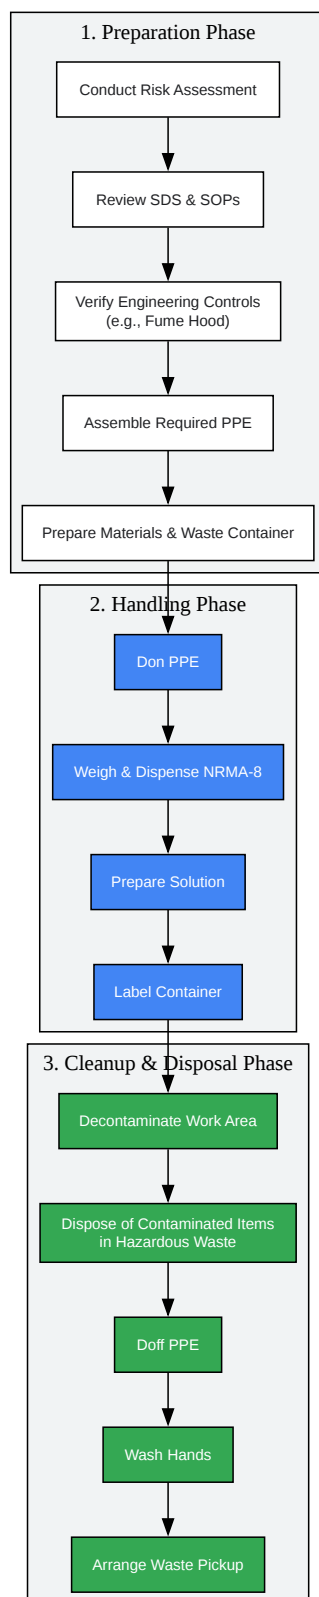 1. Preparation Phase
Conduct Risk Assessment
Review SDS & SOPs
Verify Engineering Controls
(e.g., Fume Hood)
Assemble Required PPE
Prepare Materials & Waste Container
2. Handling Phase
Don PPE
Weigh & Dispense NRMA-8
Prepare Solution
Label Container
3. Cleanup & Disposal Phase
Decontaminate Work Area
Dispose of Contaminated Items
in Hazardous Waste
Doff PPE
Wash Hands
Arrange Waste Pickup